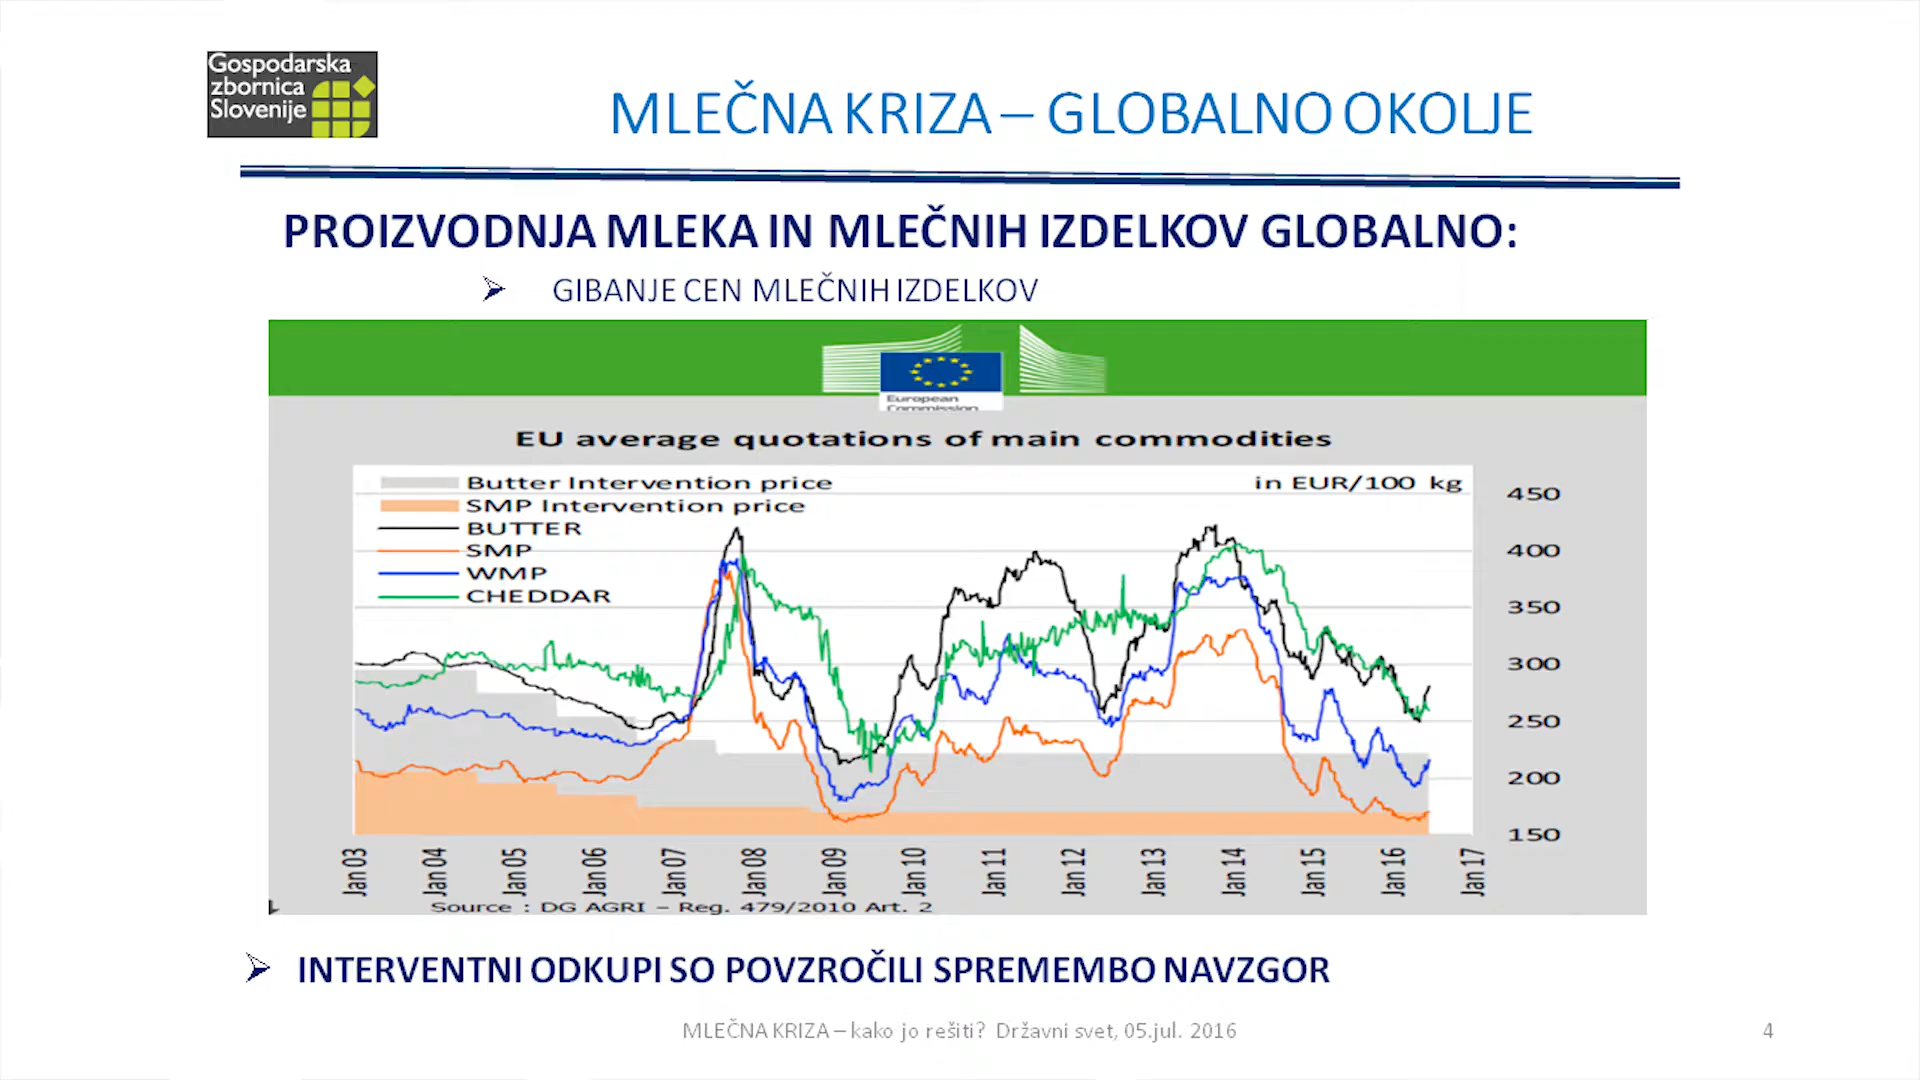 Gospodarska
zbornica
Slovenije
MLEČNA KRIZA – GLOBALNO OKOLJE
PROIZVODNJA MLEKA IN MLEČNIH IZDELKOV GLOBALNO:
GIBANJE CEN MLEČNIH IZDELKOV
European
Commission
EU average quotations of main commodities
Butter Intervention price
in EUR/100 kg
SMP Intervention price
BUTTER
SMP
WMP
CHEDDAR
450
400
350
300
250
200
150
Jan 03
Jan 04
Jan 05
Jan 06
Jan 07
Jan 08
Jan 09
Jan 10
Jan 11
Jan 12
Jan 13
Jan 14
Jan 15
Jan 16
Jan 17
Source : DG AGRI – Reg. 479/2010 Art. 2
INTERVENTNI ODKUPI SO POVZROČILI SPREMEMBO NAVZGOR
MLEČNA KRIZA – kako jo rešiti? Državni svet, 05.jul. 2016
4